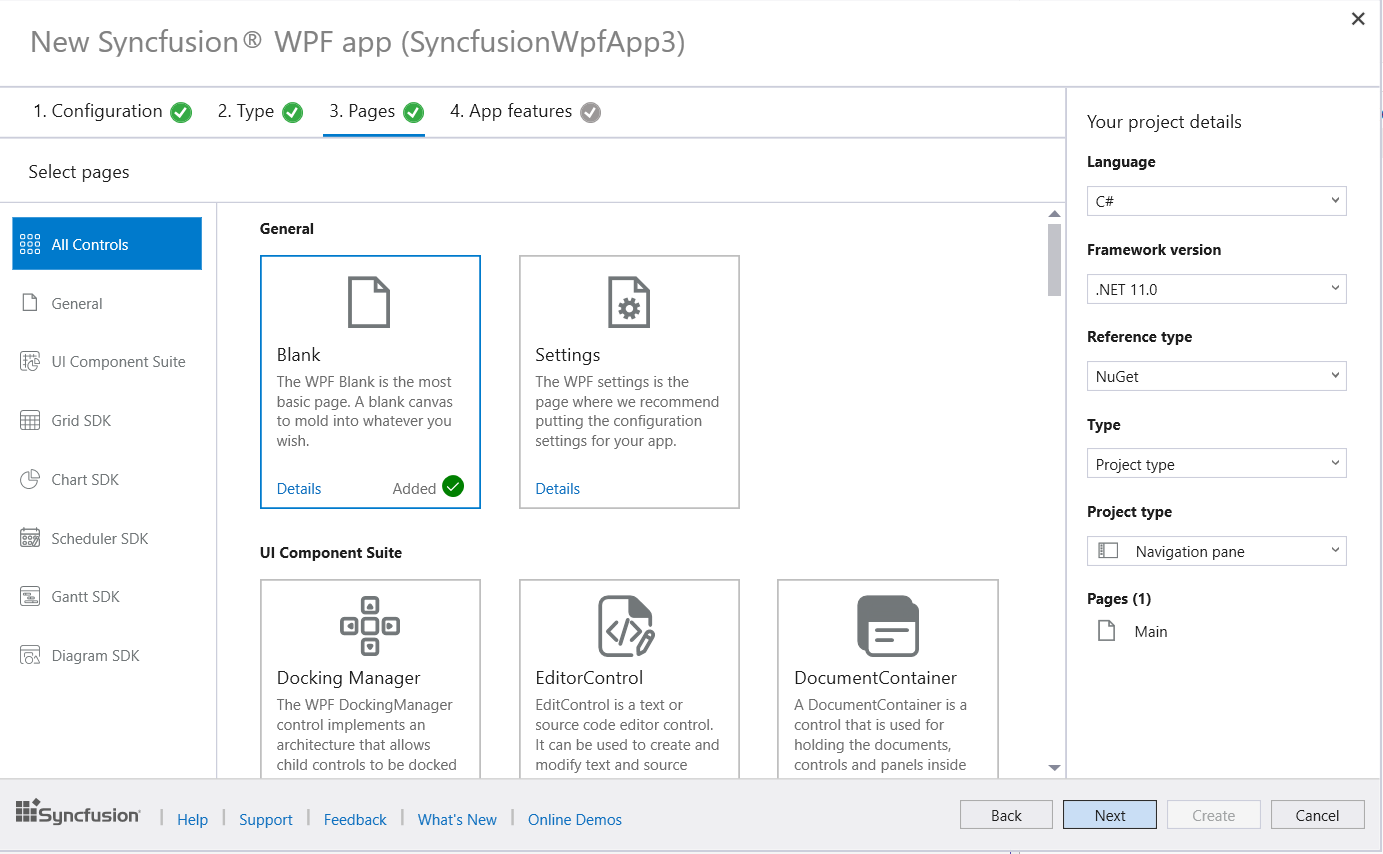 New Syncfusion® WPF app (SyncfusionWpfApp3)
1. Configuration
2. Type
3. Pages
4. App features
Select pages
All Controls
General
UI Component Suite
Grid SDK
Chart SDK
Scheduler SDK
Gantt SDK
Diagram SDK
General
Blank
The WPF Blank is the most
basic page. A blank canvas
to mold into whatever you
wish.
Details
Added
Settings
The WPF settings is the
page where we recommend
putting the configuration
settings for your app.
Details
UI Component Suite
Docking Manager
The WPF DockingManager
control implements an
architecture that allows
child controls to be docked
EditorControl
EditControl is a text or
source code editor control.
It can be used to create and
modify text and source
DocumentContainer
A DocumentContainer is a
control that is used for
holding the documents,
controls and panels inside
Your project details
Language
C#
Framework version
.NET 11.0
Reference type
NuGet
Type
Project type
Project type
Navigation pane
Pages (1)
Main
Syncfusion
Help
Support
Feedback
What's New
Online Demos
Back
Next
Create
Cancel